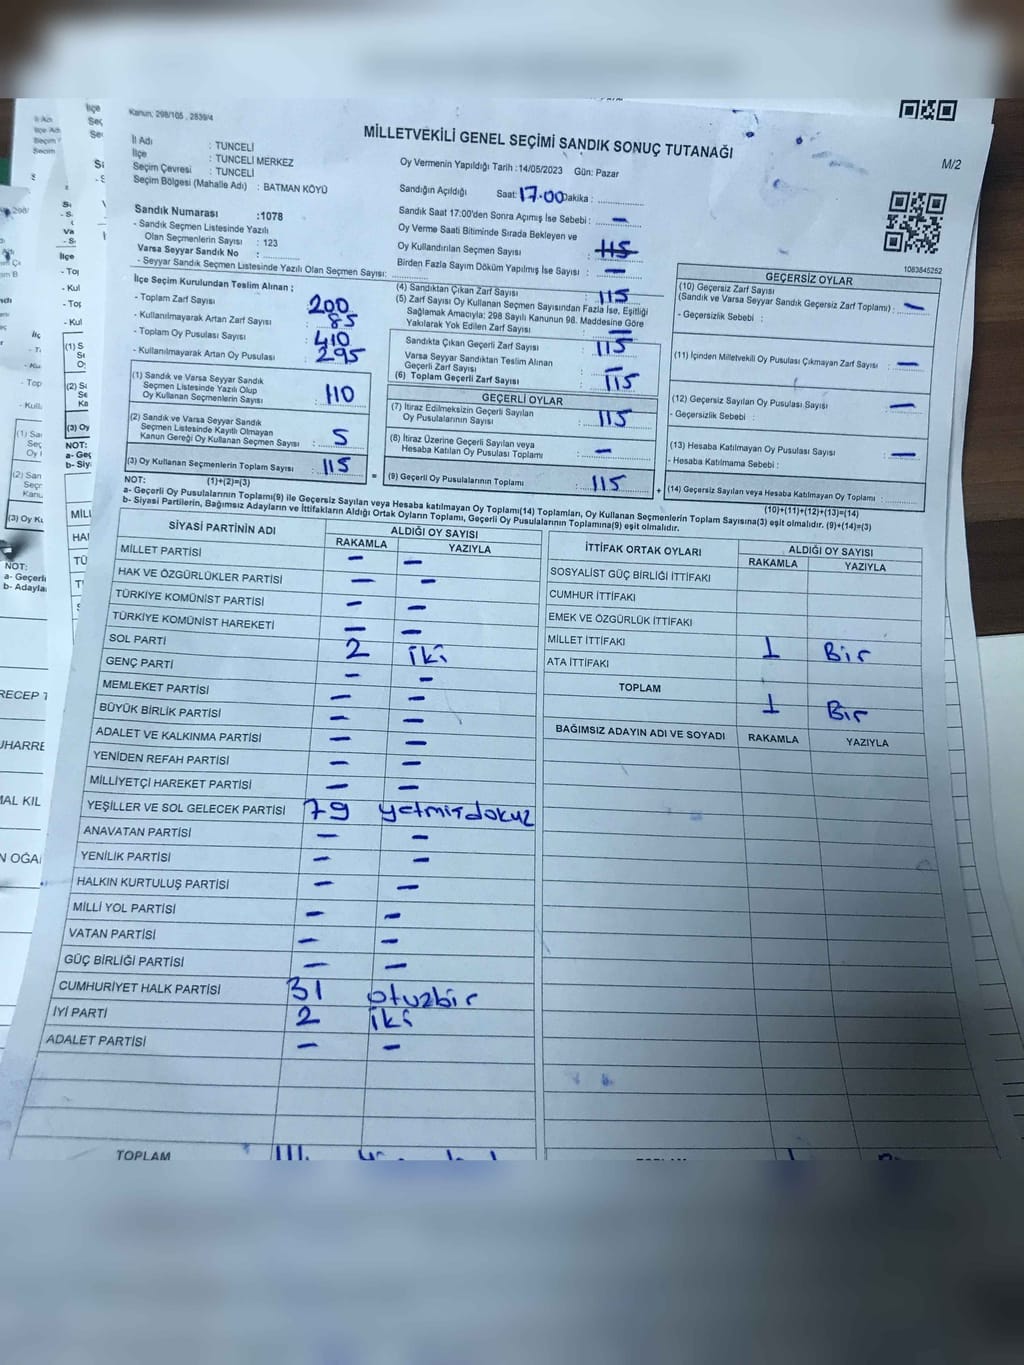 Kanun; 298/105 , 2839/4
MİLLETVEKİLİ GENEL SEÇİMİ SANDIK SONUÇ TUTANAĞI
M/2
İl Adı : TUNCELİ
İlçe : TUNCELİ MERKEZ
Seçim Çevresi : TUNCELİ
Seçim Bölgesi (Mahalle Adı) : BATMAN KÖYÜ
Oy Vermenin Yapıldığı Tarih :14/05/2023 Gün: Pazar
Sandığın Açıldığı Saat: 17.00 Dakika :
Sandık Saat 17:00'den Sonra Açımış İse Sebebi : –
Oy Verme Saati Bitiminde Sırada Bekleyen ve
Oy Kullandırılan Seçmen Sayısı :
Birden Fazla Sayım Döküm Yapılmış İse Sayısı : –
Sandık Numarası :1078
- Sandık Seçmen Listesinde Yazılı
Olan Seçmenlerin Sayısı : 123
Varsa Seyyar Sandık No :
- Seyyar Sandık Seçmen Listesinde Yazılı Olan Seçmen Sayısı:
1083845252
İlçe Seçim Kurulundan Teslim Alınan ;
- Toplam Zarf Sayısı : 200
- Kullanılmayarak Artan Zarf Sayısı : 85
- Toplam Oy Pusulası Sayısı : 410
- Kullanılmayarak Artan Oy Pusulası : 295
(1) Sandık ve Varsa Seyyar Sandık
Seçmen Listesinde Yazılı Olup
Oy Kullanan Seçmenlerin Sayısı : 110
(2) Sandık ve Varsa Seyyar Sandık
Seçmen Listesinde Kayıtlı Olmayan
Kanun Gereği Oy Kullanan Seçmen Sayısı : 5
(3) Oy Kullanan Seçmenlerin Toplam Sayısı : 115
(4) Sandıktan Çıkan Zarf Sayısı : 115
(5) Zarf Sayısı Oy Kullanan Seçmen Sayısından Fazla İse, Eşitliği
Sağlamak Amacıyla; 298 Sayılı Kanunun 98. Maddesine Göre
Yakılarak Yok Edilen Zarf Sayısı : –
Sandıkta Çıkan Geçerli Zarf Sayısı : 115
Varsa Seyyar Sandıktan Teslim Alınan
Geçerli Zarf Sayısı : –
(6) Toplam Geçerli Zarf Sayısı : 115
GEÇERLİ OYLAR
(7) İtiraz Edilmeksizin Geçerli Sayılan
Oy Pusulalarının Sayısı : 115
(8) İtiraz Üzerine Geçerli Sayılan veya
Hesaba Katılan Oy Pusulası Toplamı : –
= (9) Geçerli Oy Pusulalarının Toplamı : 115
GEÇERSİZ OYLAR
(10) Geçersiz Zarf Sayısı
(Sandık ve Varsa Seyyar Sandık Geçersiz Zarf Toplamı) : –
- Geçersizlik Sebebi :
(11) İçinden Milletvekili Oy Pusulası Çıkmayan Zarf Sayısı : –
(12) Geçersiz Sayılan Oy Pusulası Sayısı : –
- Geçersizlik Sebebi :
(13) Hesaba Katılmayan Oy Pusulası Sayısı : –
- Hesaba Katılmama Sebebi :
+ (14) Geçersiz Sayılan veya Hesaba Katılmayan Oy Toplamı :
NOT: (1)+(2)=(3)
(10)+(11)+(12)+(13)=(14)
a- Geçerli Oy Pusulalarının Toplamı(9) ile Geçersiz Sayılan veya Hesaba katılmayan Oy Toplamı(14) Toplamları, Oy Kullanan Seçmenlerin Toplam Sayısına(3) eşit olmalıdır. (9)+(14)=(3)
b- Siyasi Partilerin, Bağımsız Adayların ve İttifakların Aldığı Oy Sayıların Toplamı, Geçerli Oy Pusulalarının Toplamına(9) eşit olmalıdır.
SİYASİ PARTİNİN ADI ALDIĞI OY SAYISI
RAKAMLA YAZIYLA
MİLLET PARTİSİ – –
HAK VE ÖZGÜRLÜKLER PARTİSİ – –
TÜRKİYE KOMÜNİST PARTİSİ – –
TÜRKİYE KOMÜNİST HAREKETİ – –
SOL PARTİ 2 iki
GENÇ PARTİ – –
MEMLEKET PARTİSİ – –
BÜYÜK BİRLİK PARTİSİ – –
ADALET VE KALKINMA PARTİSİ – –
YENİDEN REFAH PARTİSİ – –
MİLLİYETÇİ HAREKET PARTİSİ – –
YEŞİLLER VE SOL GELECEK PARTİSİ 79 yetmişdokuz
ANAVATAN PARTİSİ – –
YENİLİK PARTİSİ – –
HALKIN KURTULUŞ PARTİSİ – –
MİLLİ YOL PARTİSİ – –
VATAN PARTİSİ – –
GÜÇ BİRLİĞİ PARTİSİ – –
CUMHURİYET HALK PARTİSİ 31 otuzbir
İYİ PARTİ 2 iki
ADALET PARTİSİ – –
TOPLAM
İTTİFAK ORTAK OYLARI ALDIĞI OY SAYISI
RAKAMLA YAZIYLA
SOSYALİST GÜÇ BİRLİĞİ İTTİFAKI
CUMHUR İTTİFAKI
EMEK VE ÖZGÜRLÜK İTTİFAKI
MİLLET İTTİFAKI 1 Bir
ATA İTTİFAKI
TOPLAM 1 Bir
BAĞIMSIZ ADAYIN ADI VE SOYADI RAKAMLA YAZIYLA